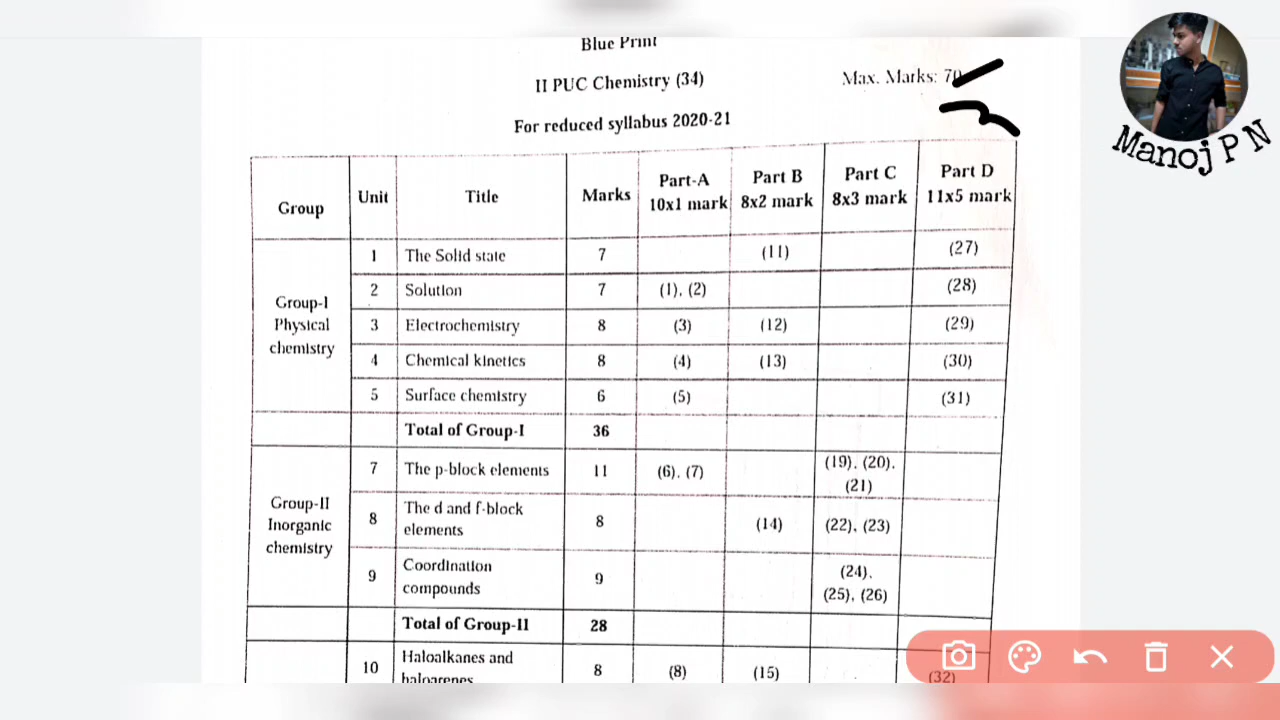 Blue Print
II PUC Chemistry (34)
Max. Marks: 70
For reduced syllabus 2020-21
Manoj P N
Group Unit Title Marks Part-A 10x1 mark Part B 8x2 mark Part C 8x3 mark Part D 11x5 mark
Group-I Physical chemistry
1 The Solid state 7 (11) (27)
2 Solution 7 (1), (2) (28)
3 Electrochemistry 8 (3) (12) (29)
4 Chemical kinetics 8 (4) (13) (30)
5 Surface chemistry 6 (5) (31)
Total of Group-I 36
Group-II Inorganic chemistry
7 The p-block elements 11 (6), (7) (19), (20), (21)
8 The d and f-block elements 8 (14) (22), (23)
9 Coordination compounds 9 (24), (25), (26)
Total of Group-II 28
10 Haloalkanes and haloarenes 8 (8) (15) (32)